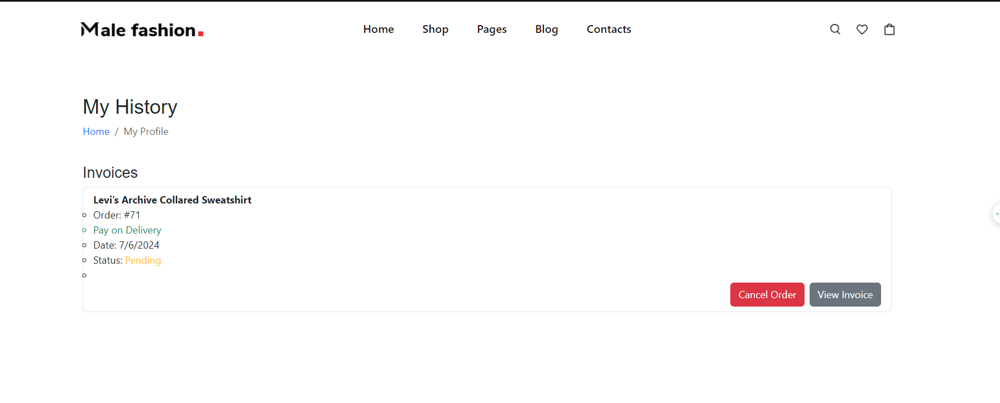 Male fashion.
Home Shop Pages Blog Contacts
My History
Home / My Profile
Invoices
Levi’s Archive Collared Sweatshirt
Order: #71
Pay on Delivery
Date: 7/6/2024
Status: Pending
Cancel Order View Invoice